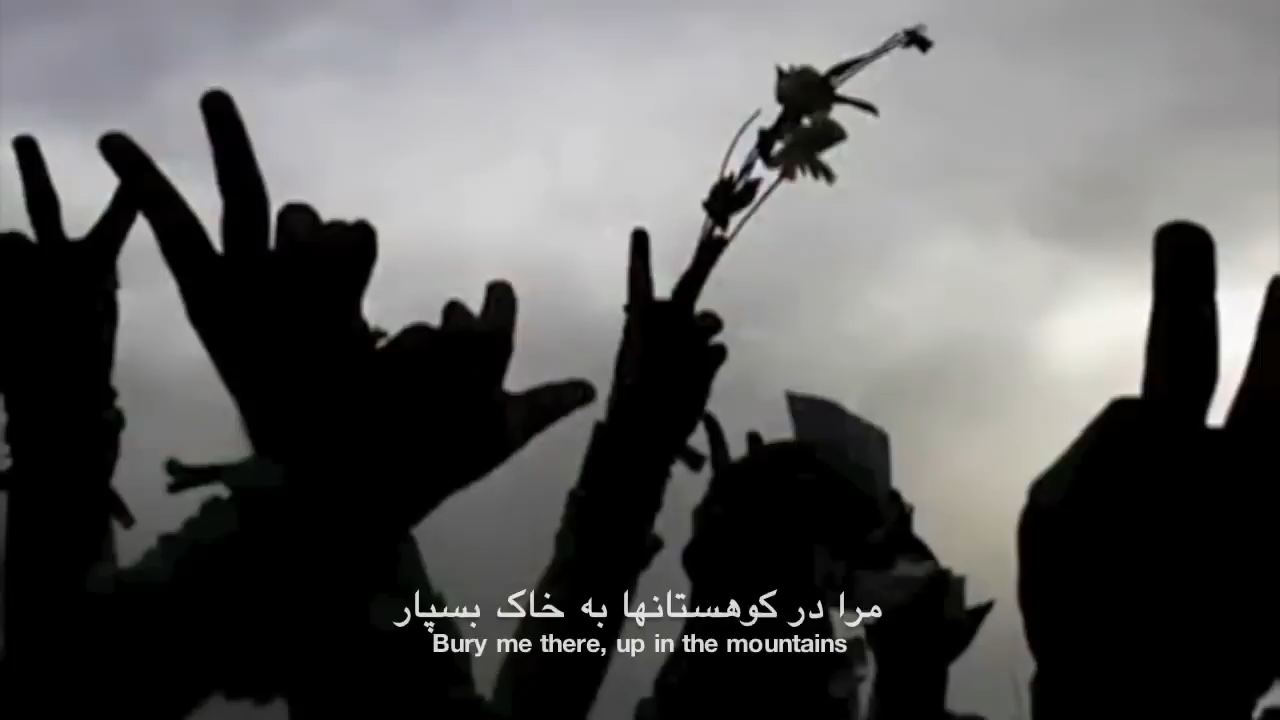 مرا در کوهستانها به خاک بسپار
Bury me there, up in the mountains